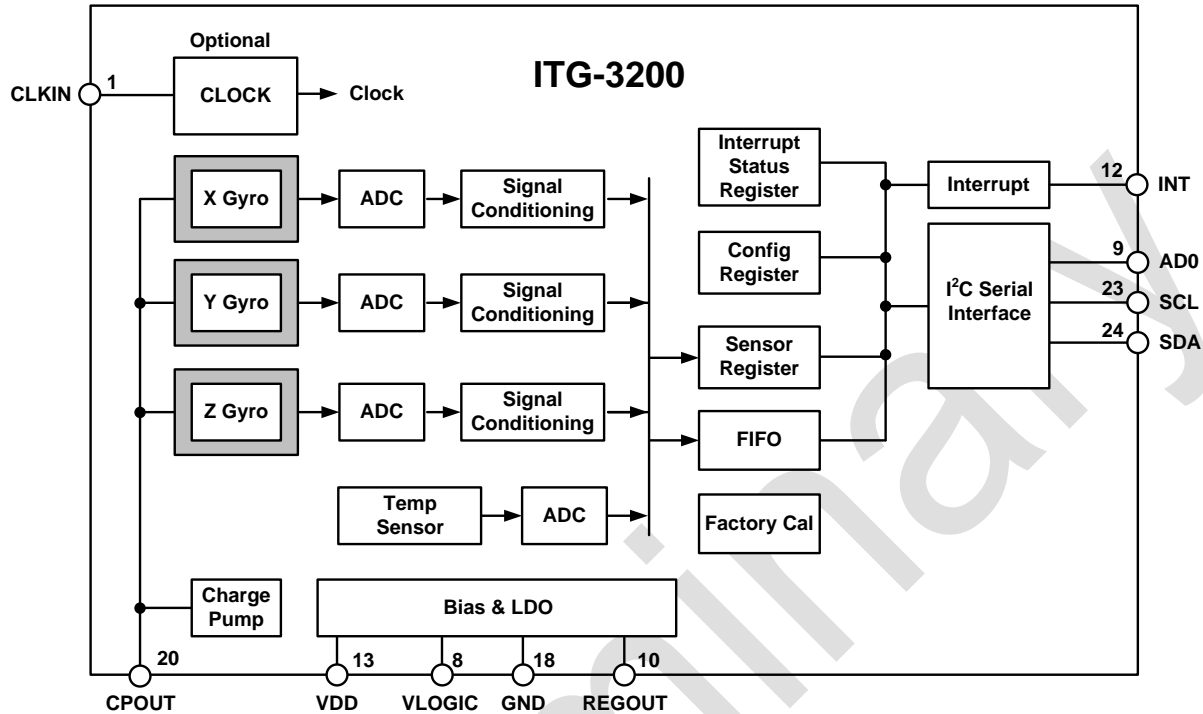 Optional
ITG-3200
CLKIN
1
CLOCK
Clock
X Gyro
ADC
Signal
Conditioning
Interrupt
Status
Register
Interrupt
12
INT
Y Gyro
ADC
Signal
Conditioning
Config
Register
I²C Serial
Interface
9
AD0
23
SCL
24
SDA
Z Gyro
ADC
Signal
Conditioning
Sensor
Register
FIFO
Temp
Sensor
ADC
Factory Cal
Charge
Pump
Bias & LDO
20
13
8
18
10
CPOUT
VDD
VLOGIC
GND
REGOUT
minary